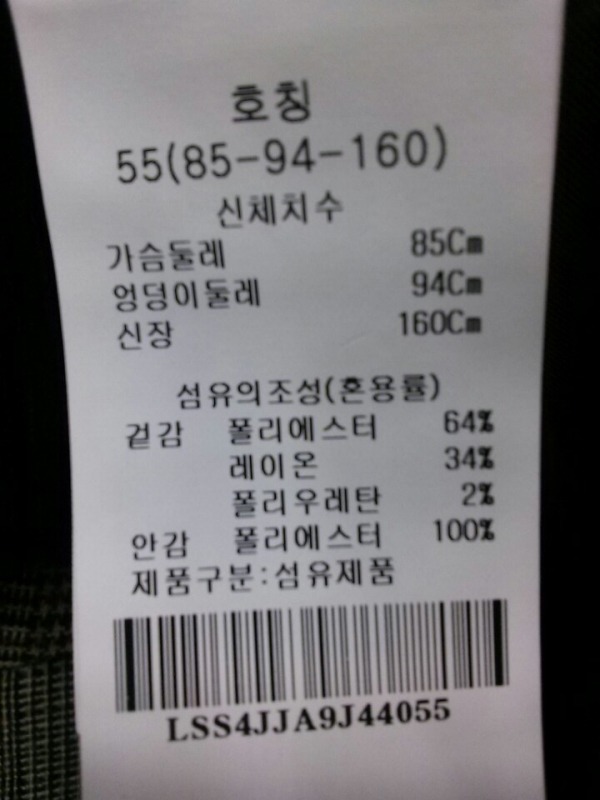 호칭
55(85-94-160)
신체치수
가슴둘레 85Cm
엉덩이둘레 94Cm
신장 160Cm
섬유의조성(혼용률)
겉감 폴리에스터 64%
레이온 34%
폴리우레탄 2%
안감 폴리에스터 100%
제품구분:섬유제품
LSS4JJA9J44055